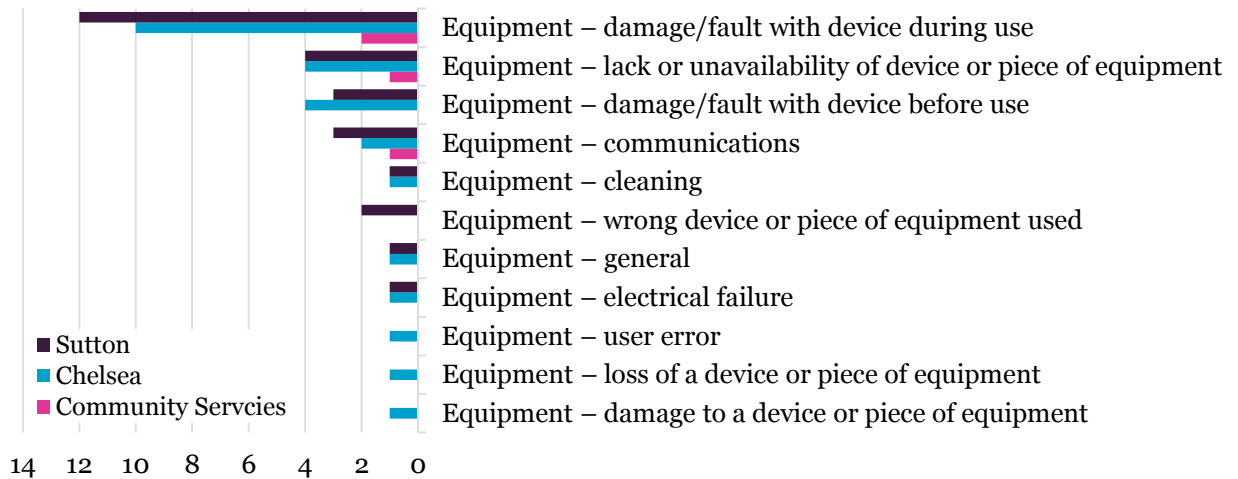 Equipment – damage/fault with device during use
Equipment – lack or unavailability of device or piece of equipment
Equipment – damage/fault with device before use
Equipment – communications
Equipment – cleaning
Equipment – wrong device or piece of equipment used
Equipment – general
Equipment – electrical failure
Equipment – user error
Equipment – loss of a device or piece of equipment
Equipment – damage to a device or piece of equipment
Sutton
Chelsea
Community Servcies
14 12 10 8 6 4 2 0